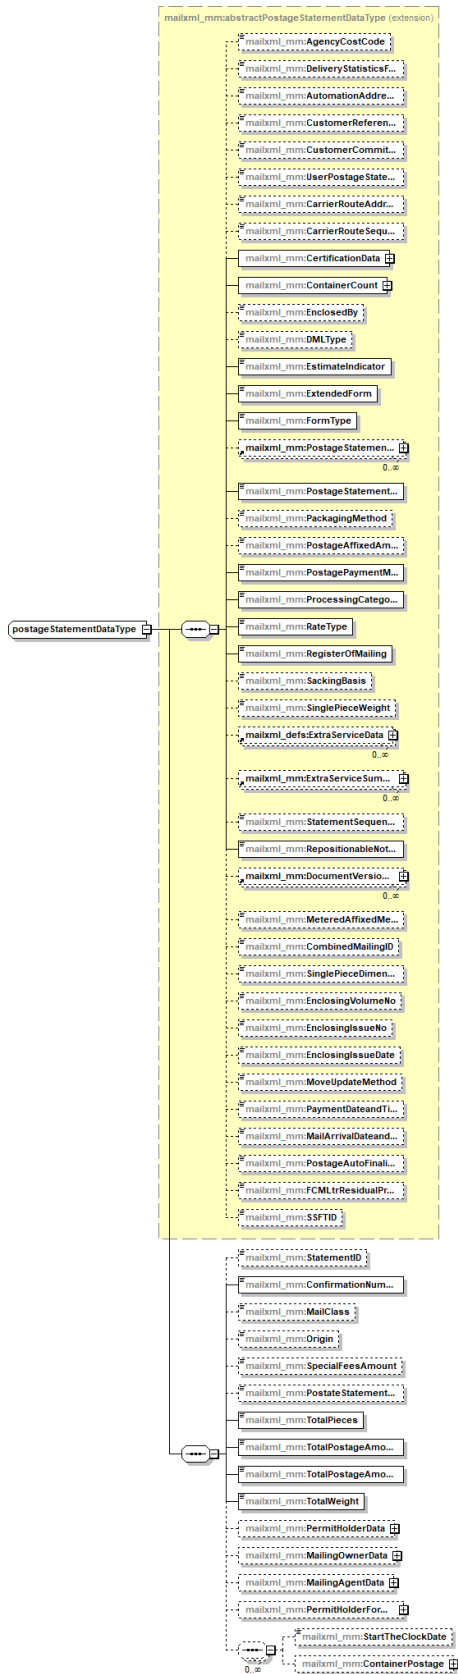 mailxml_mm:abstractPostageStatementDataType (extension)
mailxml_mm:AgencyCostCode
mailxml_mm:DeliveryStatisticsF...
mailxml_mm:AutomationAddre...
mailxml_mm:CustomerReferen...
mailxml_mm:CustomerCommit...
mailxml_mm:UserPostageState...
mailxml_mm:CarrierRouteAddr...
mailxml_mm:CarrierRouteSequ...
mailxml_mm:CertificationData
mailxml_mm:ContainerCount
mailxml_mm:EnclosedBy
mailxml_mm:DMLType
mailxml_mm:EstimateIndicator
mailxml_mm:ExtendedForm
mailxml_mm:FormType
mailxml_mm:PostageStatemen...
0..∞
mailxml_mm:PostageStatement...
mailxml_mm:PackagingMethod
mailxml_mm:PostageAffixedAm...
mailxml_mm:PostagePaymentM...
mailxml_mm:ProcessingCatego...
postageStatementDataType
mailxml_mm:RateType
mailxml_mm:RegisterOfMailing
mailxml_mm:SackingBasis
mailxml_mm:SinglePieceWeight
mailxml_defs:ExtraServiceData
0..∞
mailxml_mm:ExtraServiceSum...
0..∞
mailxml_mm:StatementSequen...
mailxml_mm:RepositionableNot...
mailxml_mm:DocumentVersio...
0..∞
mailxml_mm:MeteredAffixedMe...
mailxml_mm:CombinedMailingID
mailxml_mm:SinglePieceDimen...
mailxml_mm:EnclosingVolumeNo
mailxml_mm:EnclosingIssueNo
mailxml_mm:EnclosingIssueDate
mailxml_mm:MoveUpdateMethod
mailxml_mm:PaymentDateandTi...
mailxml_mm:MailArrivalDateand...
mailxml_mm:PostageAutoFinali...
mailxml_mm:FCMLtrResidualPr...
mailxml_mm:SSFTID
mailxml_mm:StatementID
mailxml_mm:ConfirmationNum...
mailxml_mm:MailClass
mailxml_mm:Origin
mailxml_mm:SpecialFeesAmount
mailxml_mm:PostateStatement...
mailxml_mm:TotalPieces
mailxml_mm:TotalPostageAmo...
mailxml_mm:TotalPostageAmo...
mailxml_mm:TotalWeight
mailxml_mm:PermitHolderData
mailxml_mm:MailingOwnerData
mailxml_mm:MailingAgentData
mailxml_mm:PermitHolderFor...
mailxml_mm:StartTheClockDate
0..∞
mailxml_mm:ContainerPostage